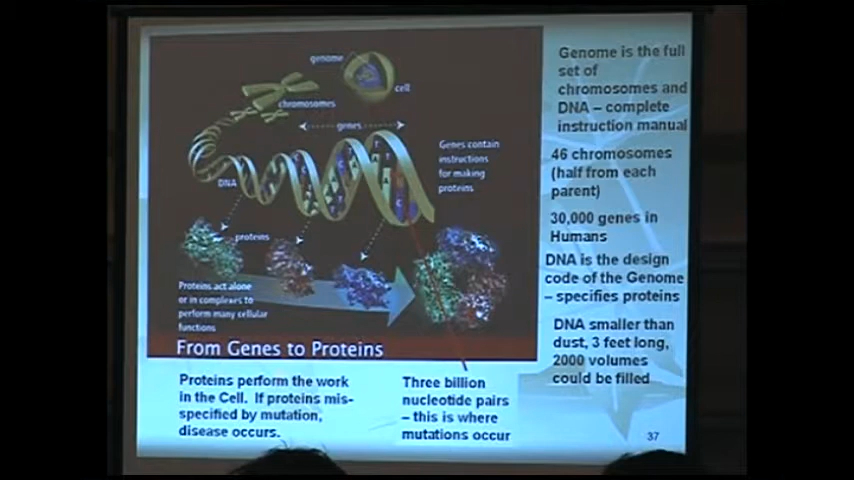 genome
cell
chromosomes
genes
Genes contain
instructions
for making
proteins
DNA
proteins
Proteins act alone
or in complexes to
perform many cellular
functions
From Genes to Proteins
Genome is the full
set of
chromosomes and
DNA – complete
instruction manual
46 chromosomes
(half from each
parent)
30,000 genes in
Humans
DNA is the design
code of the Genome
– specifies proteins
DNA smaller than
dust, 3 feet long,
2000 volumes
could be filled
Proteins perform the work
in the Cell. If proteins mis-
specified by mutation,
disease occurs.
Three billion
nucleotide pairs
– this is where
mutations occur
37